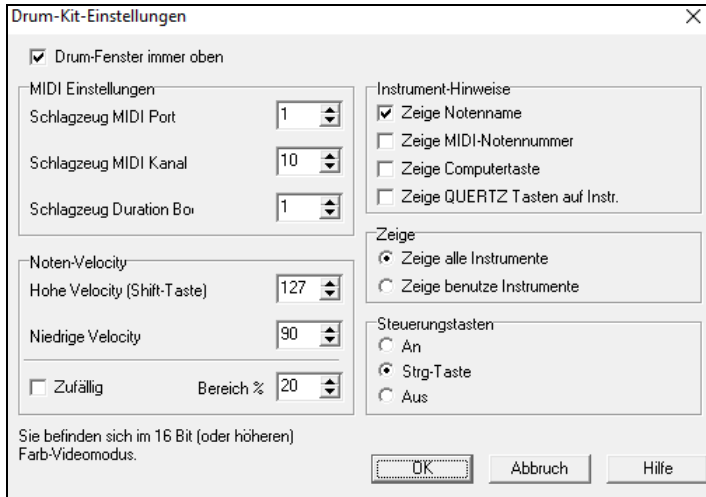 Drum-Kit-Einstellungen
Drum-Fenster immer oben
MIDI Einstellungen
Schlagzeug MIDI Port
1
Schlagzeug MIDI Kanal
10
Schlagzeug Duration Bo
1
Noten-Velocity
Hohe Velocity (Shift-Taste)
127
Niedrige Velocity
90
Zufällig
Bereich %
20
Instrument-Hinweise
Zeige Notenname
Zeige MIDI-Notennummer
Zeige Computertaste
Zeige QUERTZ Tasten auf Instr.
Zeige
Zeige alle Instrumente
Zeige benutze Instrumente
Steuerungstasten
An
Strg-Taste
Aus
Sie befinden sich im 16 Bit (oder höheren)
Farb-Videomodus.
OK
Abbruch
Hilfe